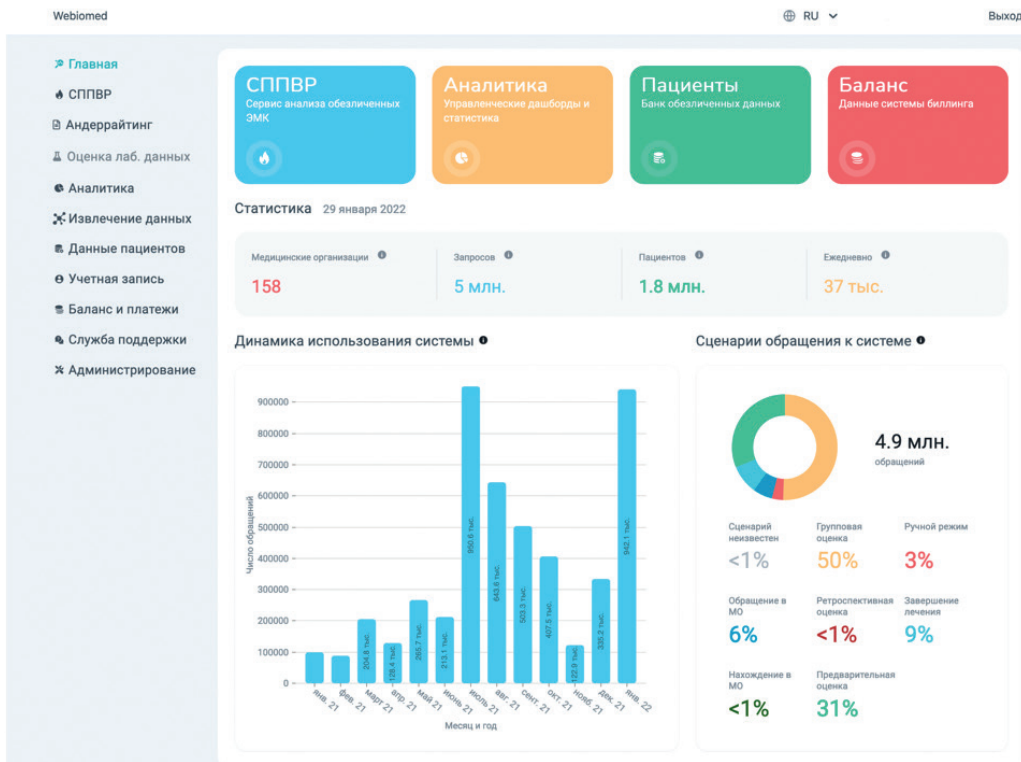 Webiomed
RU
Выход
Главная
СППВР
Андеррайтинг
Оценка лаб. данных
Аналитика
Извлечение данных
Данные пациентов
Учетная запись
Баланс и платежи
Служба поддержки
Администрирование
СППВР
Сервис анализа обезличенных
ЭМК
Аналитика
Управленческие дашборды и
статистика
Пациенты
Банк обезличенных данных
Баланс
Данные системы биллинга
Статистика 29 января 2022
Медицинские организации
158
Запросов
5 млн.
Пациентов
1.8 млн.
Ежедневно
37 тыс.
Динамика использования системы
Число обращений
900000
800000
700000
600000
500000
400000
300000
200000
100000
0
204.8 тыс.
128.4 тыс.
265.7 тыс.
213.1 тыс.
950.6 тыс.
643.6 тыс.
503.3 тыс.
407.5 тыс.
122.9 тыс.
335.2 тыс.
942.1 тыс.
янв. 21
фев. 21
март 21
апр. 21
май 21
июнь 21
июль 21
авг. 21
сент. 21
окт. 21
нояб. 21
дек. 21
янв. 22
Месяц и год
Сценарии обращения к системе
4.9 млн.
обращений
Сценарий
неизвестен
<1%
Групповая
оценка
50%
Ручной режим
3%
Обращение в
МО
6%
Ретроспективная
оценка
<1%
Завершение
лечения
9%
Нахождение в
МО
<1%
Предварительная
оценка
31%